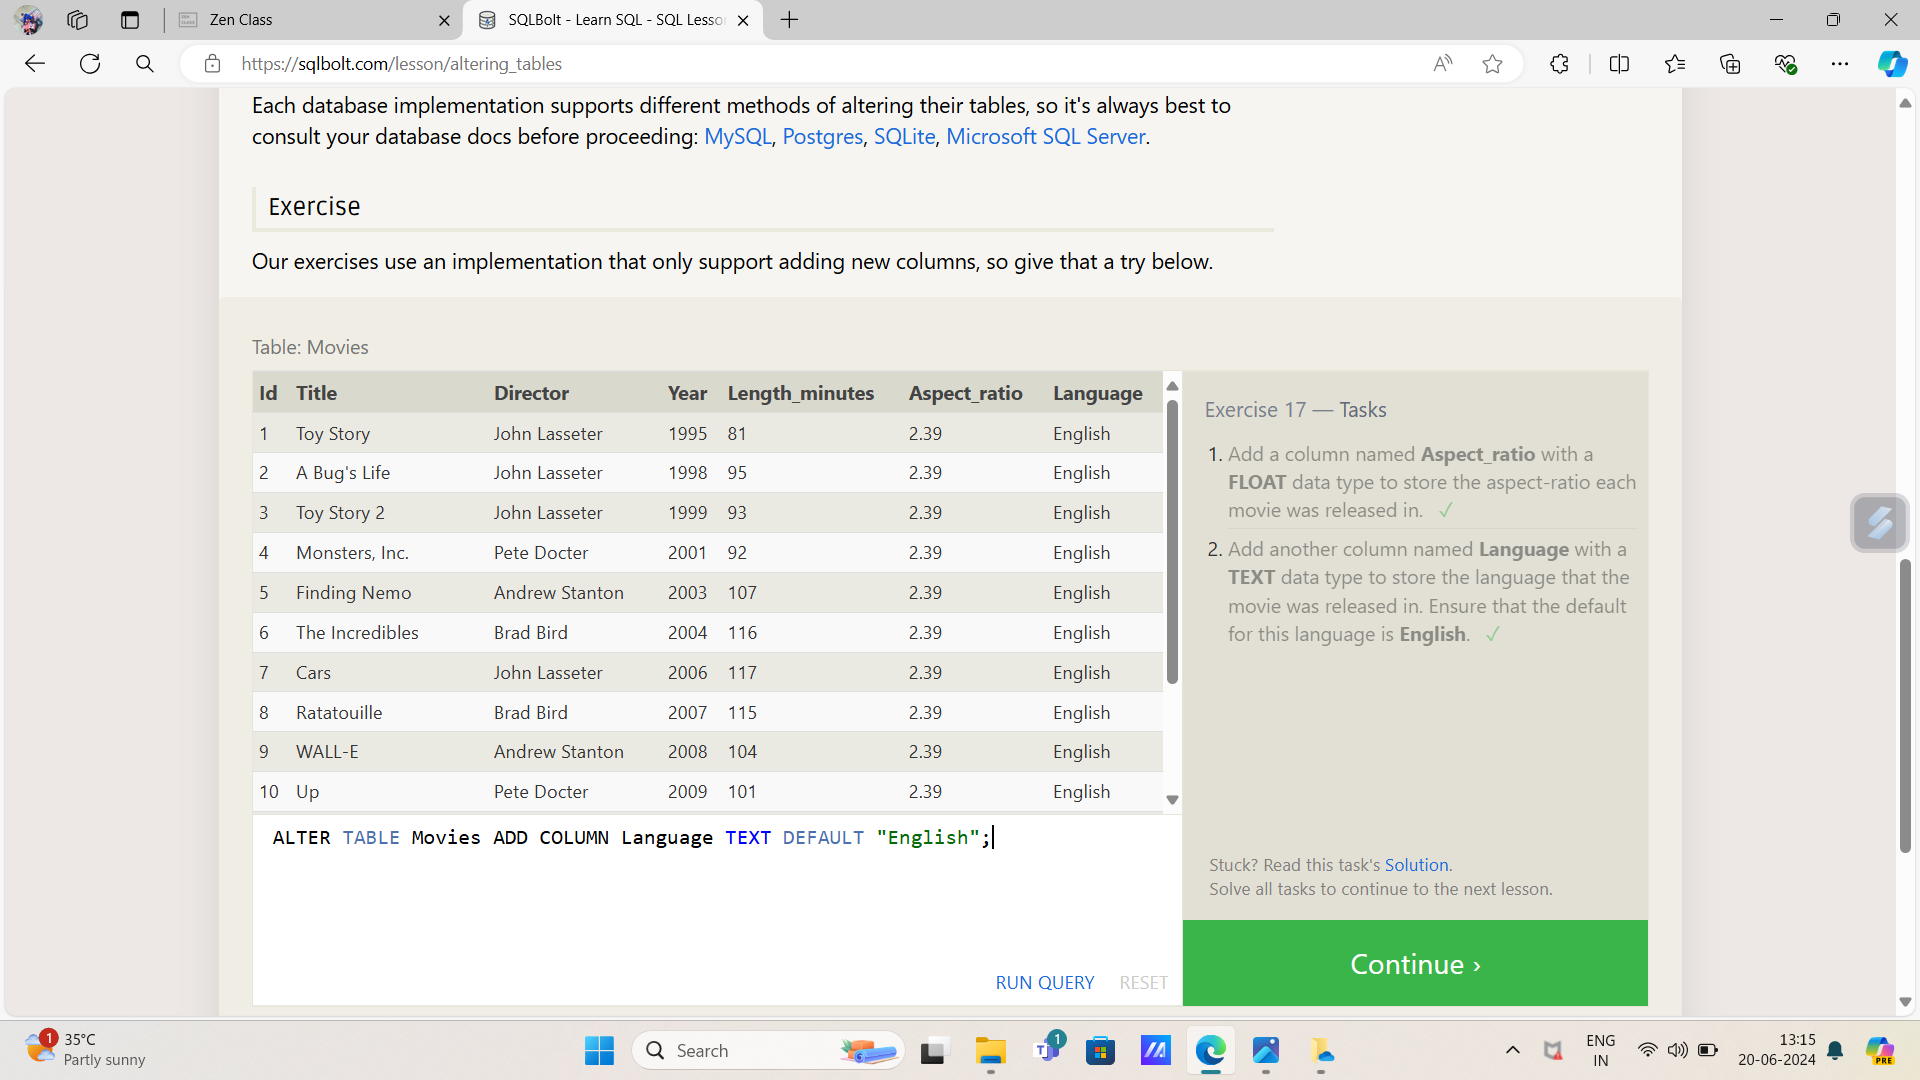 Zen Class
SQLBolt - Learn SQL - SQL Lesso
https://sqlbolt.com/lesson/altering_tables
Each database implementation supports different methods of altering their tables, so it's always best to
consult your database docs before proceeding: MySQL, Postgres, SQLite, Microsoft SQL Server.
Exercise
Our exercises use an implementation that only support adding new columns, so give that a try below.
Table: Movies
Id Title Director Year Length_minutes Aspect_ratio Language
1 Toy Story John Lasseter 1995 81 2.39 English
2 A Bug's Life John Lasseter 1998 95 2.39 English
3 Toy Story 2 John Lasseter 1999 93 2.39 English
4 Monsters, Inc. Pete Docter 2001 92 2.39 English
5 Finding Nemo Andrew Stanton 2003 107 2.39 English
6 The Incredibles Brad Bird 2004 116 2.39 English
7 Cars John Lasseter 2006 117 2.39 English
8 Ratatouille Brad Bird 2007 115 2.39 English
9 WALL-E Andrew Stanton 2008 104 2.39 English
10 Up Pete Docter 2009 101 2.39 English
ALTER TABLE Movies ADD COLUMN Language TEXT DEFAULT "English";
RUN QUERY RESET
Exercise 17 — Tasks
1. Add a column named Aspect_ratio with a
FLOAT data type to store the aspect-ratio each
movie was released in. ✓
2. Add another column named Language with a
TEXT data type to store the language that the
movie was released in. Ensure that the default
for this language is English. ✓
Stuck? Read this task's Solution.
Solve all tasks to continue to the next lesson.
Continue ›
1
35°C
Partly sunny
Search
1
ENG
IN
13:15
20-06-2024
PRE